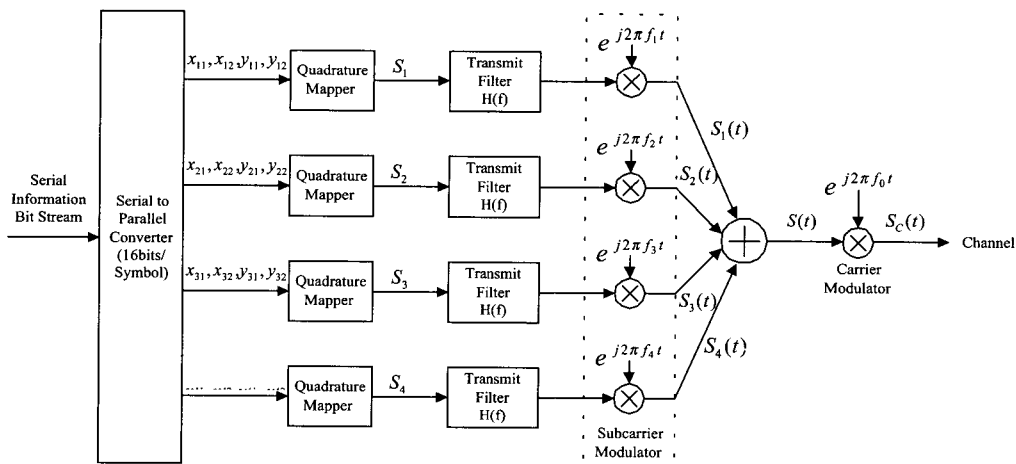 Serial
Information
Bit Stream
Serial to
Parallel
Converter
(16bits/
Symbol)
x₁₁, x₁₂, y₁₁, y₁₂
Quadrature
Mapper
S₁
Transmit
Filter
H(f)
e^{j2πf₁t}
S₁(t)
x₂₁, x₂₂, y₂₁, y₂₂
Quadrature
Mapper
S₂
Transmit
Filter
H(f)
e^{j2πf₂t}
S₂(t)
x₃₁, x₃₂, y₃₁, y₃₂
Quadrature
Mapper
S₃
Transmit
Filter
H(f)
e^{j2πf₃t}
S₃(t)
Quadrature
Mapper
S₄
Transmit
Filter
H(f)
e^{j2πf₄t}
S₄(t)
Subcarrier
Modulator
S(t)
e^{j2πf₀t}
S_C(t)
Carrier
Modulator
Channel